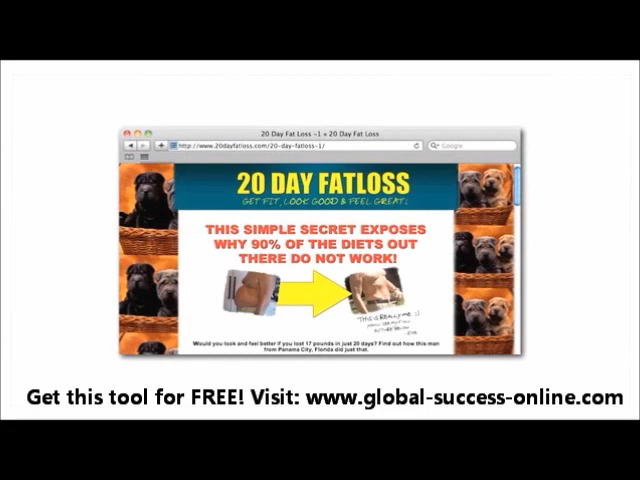 20 Day Fat Loss ~1 « 20 Day Fat Loss
http://www.20dayfatloss.com/20-day-fatloss-1/
Google
20 DAY FATLOSS
GET FIT, LOOK GOOD & FEEL GREAT!
THIS SIMPLE SECRET EXPOSES
WHY 90% OF THE DIETS OUT
THERE DO NOT WORK!
THIS IS REALLY ME :)
Would you look and feel better if you lost 17 pounds in just 20 days? Find out how this man
from Panama City, Florida did just that.
Get this tool for FREE! Visit: www.global-success-online.com